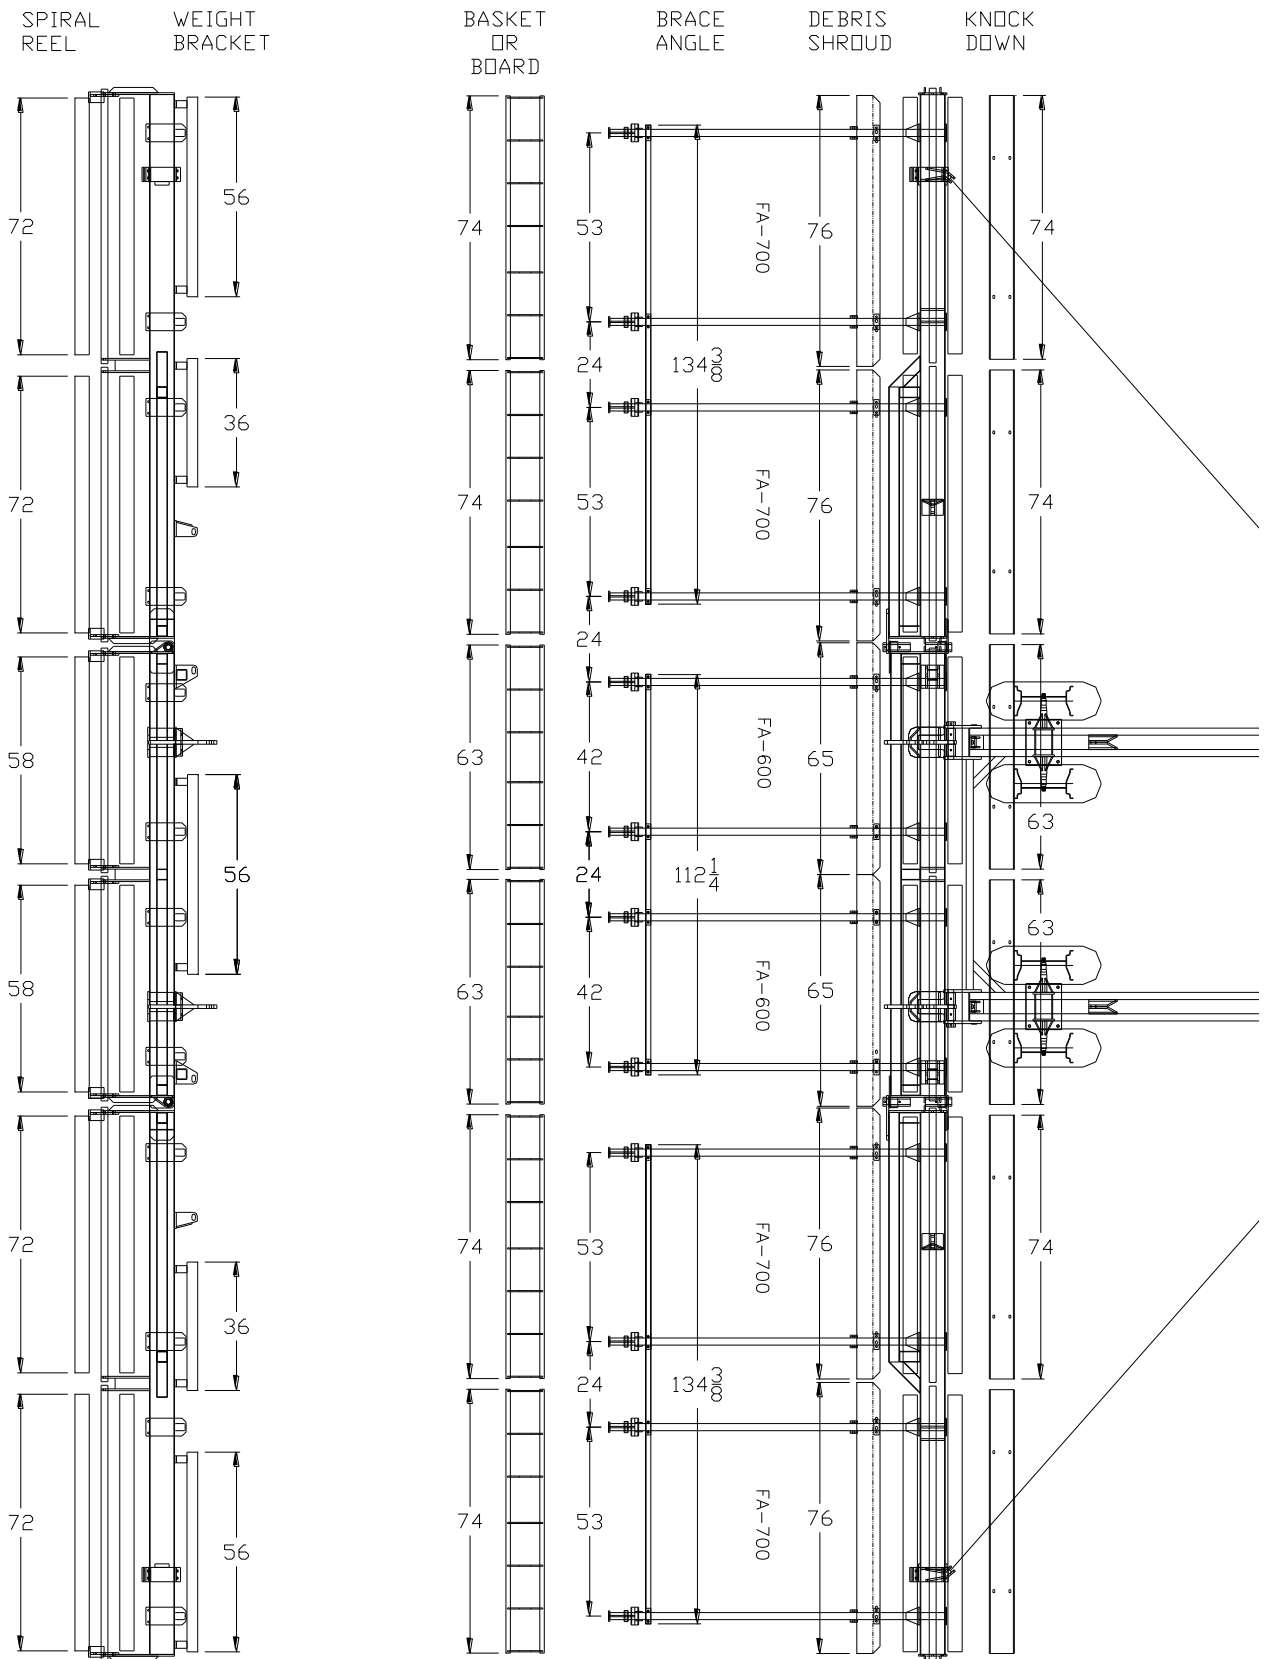 SPIRAL
REEL
WEIGHT
BRACKET
BASKET
OR
BOARD
BRACE
ANGLE
DEBRIS
SHROUD
KNOCK
DOWN
72
56
74
53
FA-700
76
74
24
134 3/8
72
36
74
53
FA-700
76
74
24
58
63
42
FA-600
65
63
56
24
112 1/4
58
63
42
FA-600
65
63
72
74
53
FA-700
76
74
36
24
134 3/8
72
56
74
53
FA-700
76